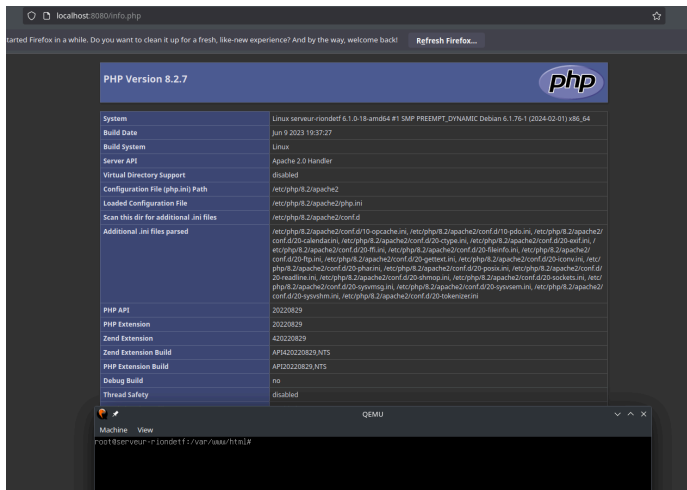 localhost:8080/info.php
tarted Firefox in a while. Do you want to clean it up for a fresh, like-new experience? And by the way, welcome back! Refresh Firefox...
PHP Version 8.2.7
php
System Linux serveur-riondetf 6.1.0-18-amd64 #1 SMP PREEMPT_DYNAMIC Debian 6.1.76-1 (2024-02-01) x86_64
Build Date Jun 9 2023 19:37:27
Build System Linux
Server API Apache 2.0 Handler
Virtual Directory Support disabled
Configuration File (php.ini) Path /etc/php/8.2/apache2
Loaded Configuration File /etc/php/8.2/apache2/php.ini
Scan this dir for additional .ini files /etc/php/8.2/apache2/conf.d
Additional .ini files parsed /etc/php/8.2/apache2/conf.d/10-opcache.ini, /etc/php/8.2/apache2/conf.d/10-pdo.ini, /etc/php/8.2/apache2/
conf.d/20-calendar.ini, /etc/php/8.2/apache2/conf.d/20-ctype.ini, /etc/php/8.2/apache2/conf.d/20-exif.ini, /
etc/php/8.2/apache2/conf.d/20-ffi.ini, /etc/php/8.2/apache2/conf.d/20-fileinfo.ini, /etc/php/8.2/apache2/
conf.d/20-ftp.ini, /etc/php/8.2/apache2/conf.d/20-gettext.ini, /etc/php/8.2/apache2/conf.d/20-iconv.ini, /etc/
php/8.2/apache2/conf.d/20-phar.ini, /etc/php/8.2/apache2/conf.d/20-posix.ini, /etc/php/8.2/apache2/conf.d/
20-readline.ini, /etc/php/8.2/apache2/conf.d/20-shmop.ini, /etc/php/8.2/apache2/conf.d/20-sockets.ini, /etc/
php/8.2/apache2/conf.d/20-sysvmsg.ini, /etc/php/8.2/apache2/conf.d/20-sysvsem.ini, /etc/php/8.2/apache2/
conf.d/20-sysvshm.ini, /etc/php/8.2/apache2/conf.d/20-tokenizer.ini
PHP API 20220829
PHP Extension 20220829
Zend Extension 420220829
Zend Extension Build API420220829,NTS
PHP Extension Build API20220829,NTS
Debug Build no
Thread Safety disabled
QEMU
Machine View
root@serveur-riondetf:/var/www/html#